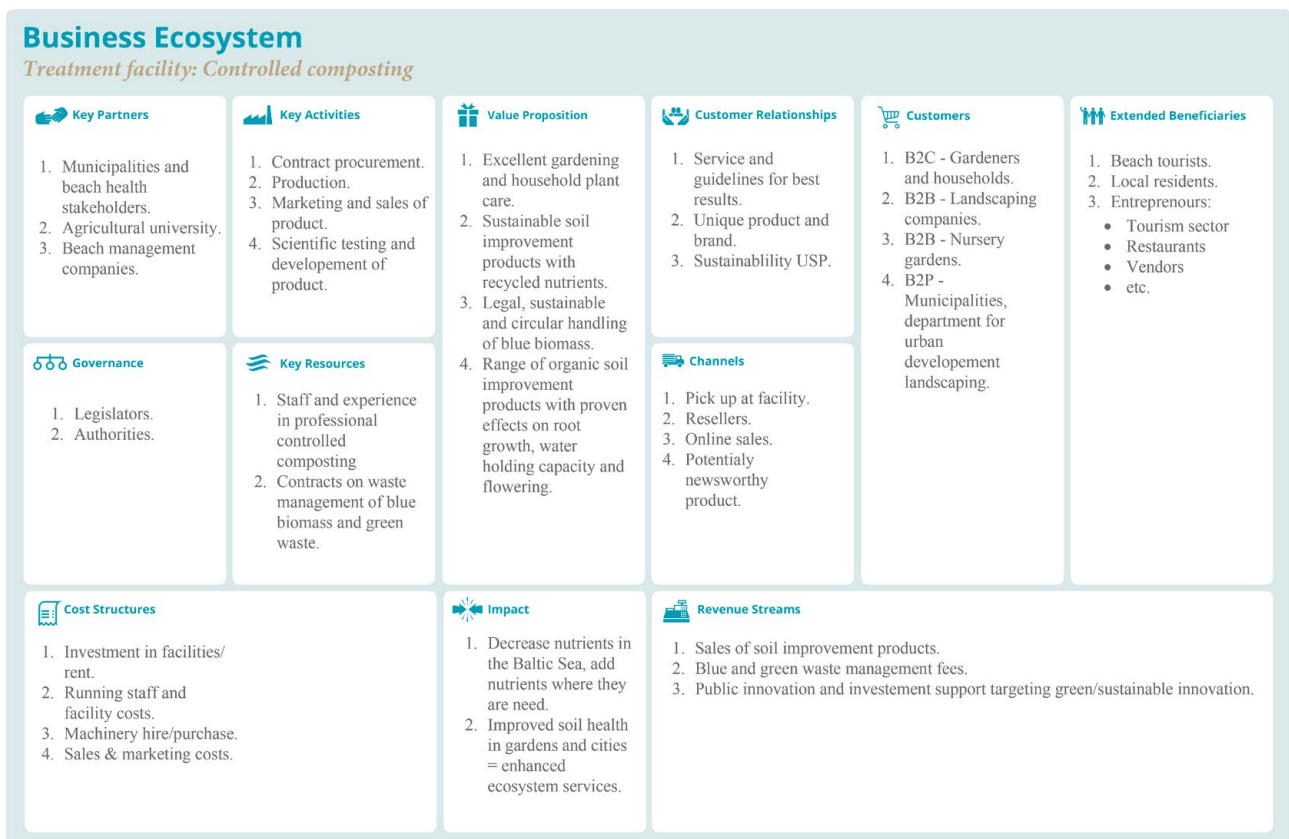 Business Ecosystem
Treatment facility: Controlled composting
Key Partners
1. Municipalities and
beach health
stakeholders.
2. Agricultural university.
3. Beach management
companies.
Key Activities
1. Contract procurement.
2. Production.
3. Marketing and sales of
product.
4. Scientific testing and
developement of
product.
Value Proposition
1. Excellent gardening
and household plant
care.
2. Sustainable soil
improvement
products with
recycled nutrients.
3. Legal, sustainable
and circular handling
of blue biomass.
4. Range of organic soil
improvement
products with proven
effects on root
growth, water
holding capacity and
flowering.
Customer Relationships
1. Service and
guidelines for best
results.
2. Unique product and
brand.
3. Sustainablility USP.
Customers
1. B2C - Gardeners
and households.
2. B2B - Landscaping
companies.
3. B2B - Nursery
gardens.
4. B2P -
Municipalities,
department for
urban
developement
landscaping.
Extended Beneficiaries
1. Beach tourists.
2. Local residents.
3. Entreprenours:
• Tourism sector
• Restaurants
• Vendors
• etc.
Governance
1. Legislators.
2. Authorities.
Key Resources
1. Staff and experience
in professional
controlled
composting
2. Contracts on waste
management of blue
biomass and green
waste.
Channels
1. Pick up at facility.
2. Resellers.
3. Online sales.
4. Potentialy
newsworthy
product.
Cost Structures
1. Investment in facilities/
rent.
2. Running staff and
facility costs.
3. Machinery hire/purchase.
4. Sales & marketing costs.
Impact
1. Decrease nutrients in
the Baltic Sea, add
nutrients where they
are need.
2. Improved soil health
in gardens and cities
= enhanced
ecosystem services.
Revenue Streams
1. Sales of soil improvement products.
2. Blue and green waste management fees.
3. Public innovation and investement support targeting green/sustainable innovation.